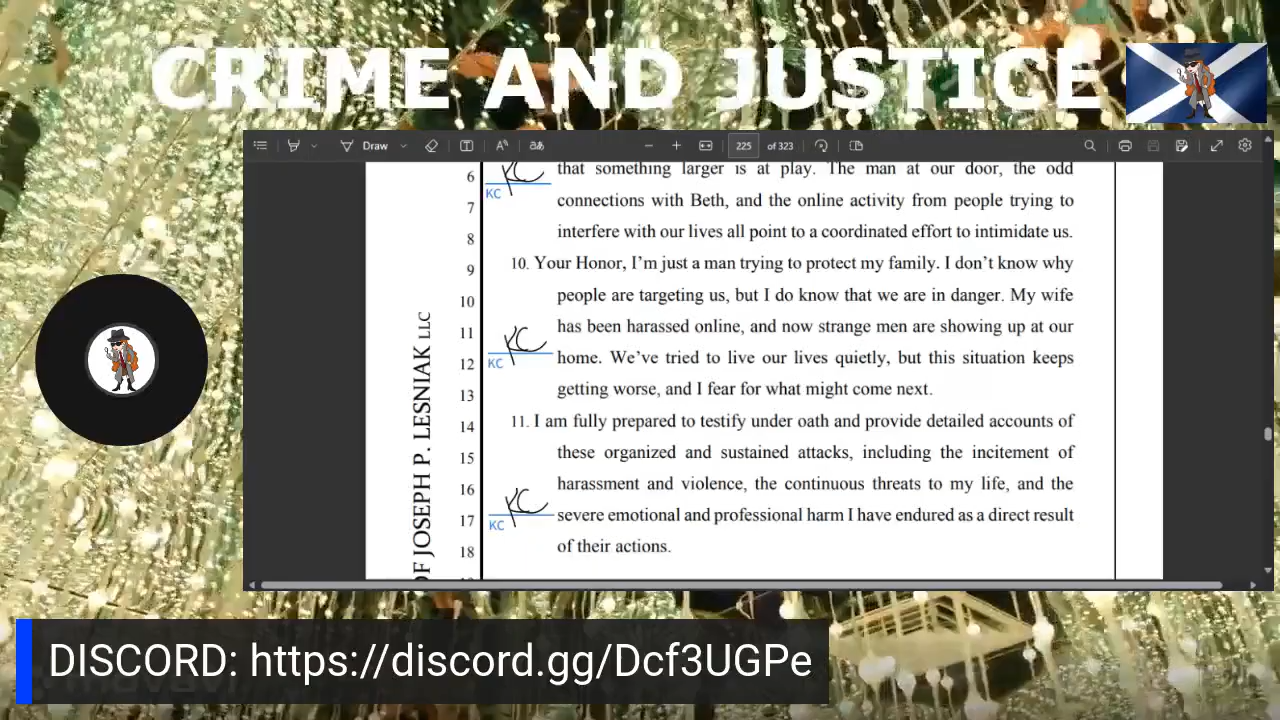 CRIME AND JUSTICE
Draw
225 of 323
6 KC that something larger is at play. The man at our door, the odd
KC
7 connections with Beth, and the online activity from people trying to
8 interfere with our lives all point to a coordinated effort to intimidate us.
9 10. Your Honor, I'm just a man trying to protect my family. I don't know why
10 people are targeting us, but I do know that we are in danger. My wife
11 KC has been harassed online, and now strange men are showing up at our
12 KC home. We've tried to live our lives quietly, but this situation keeps
13 getting worse, and I fear for what might come next.
14 11. I am fully prepared to testify under oath and provide detailed accounts of
15 these organized and sustained attacks, including the incitement of
16 KC harassment and violence, the continuous threats to my life, and the
17 KC severe emotional and professional harm I have endured as a direct result
18 of their actions.
OF JOSEPH P. LESNIAK LLC
DISCORD: https://discord.gg/Dcf3UGPe